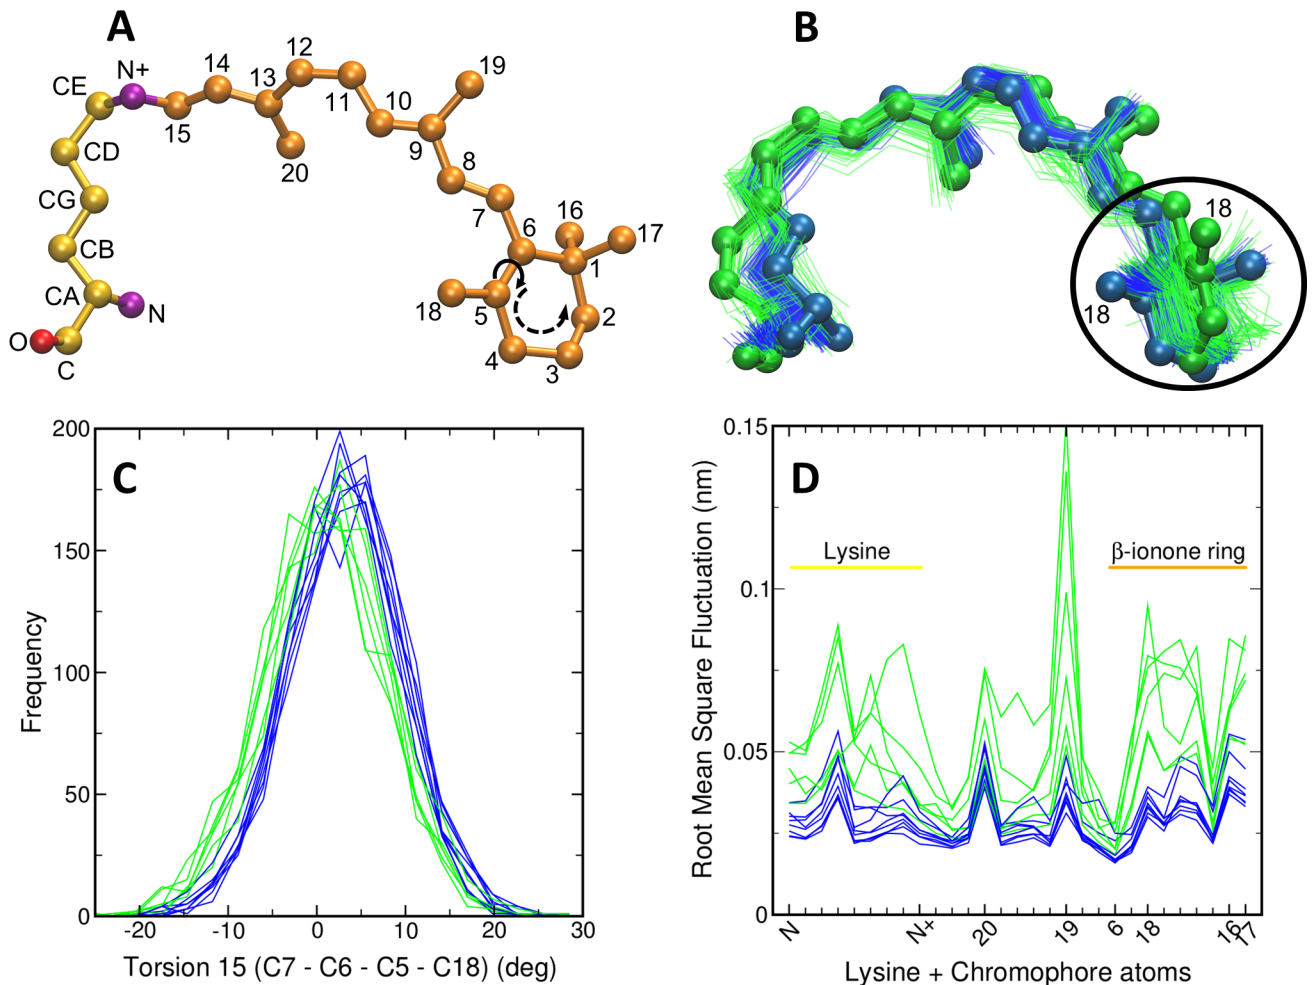 A
12
19
14
N+
13
CE
11
10
15
9
8
CD
20
7
CG
16
17
6
CB
1
CA
18
5
2
N
O
4
C
3
B
18
18
C
200
150
100
50
0
-20
-10
0
10
20
30
Frequency
Torsion 15 (C7 - C6 - C5 - C18) (deg)
D
0.15
0.1
0.05
0
Lysine
β-ionone ring
Root Mean Square Fluctuation (nm)
N
N+
20
19
6
18
16
17
Lysine + Chromophore atoms